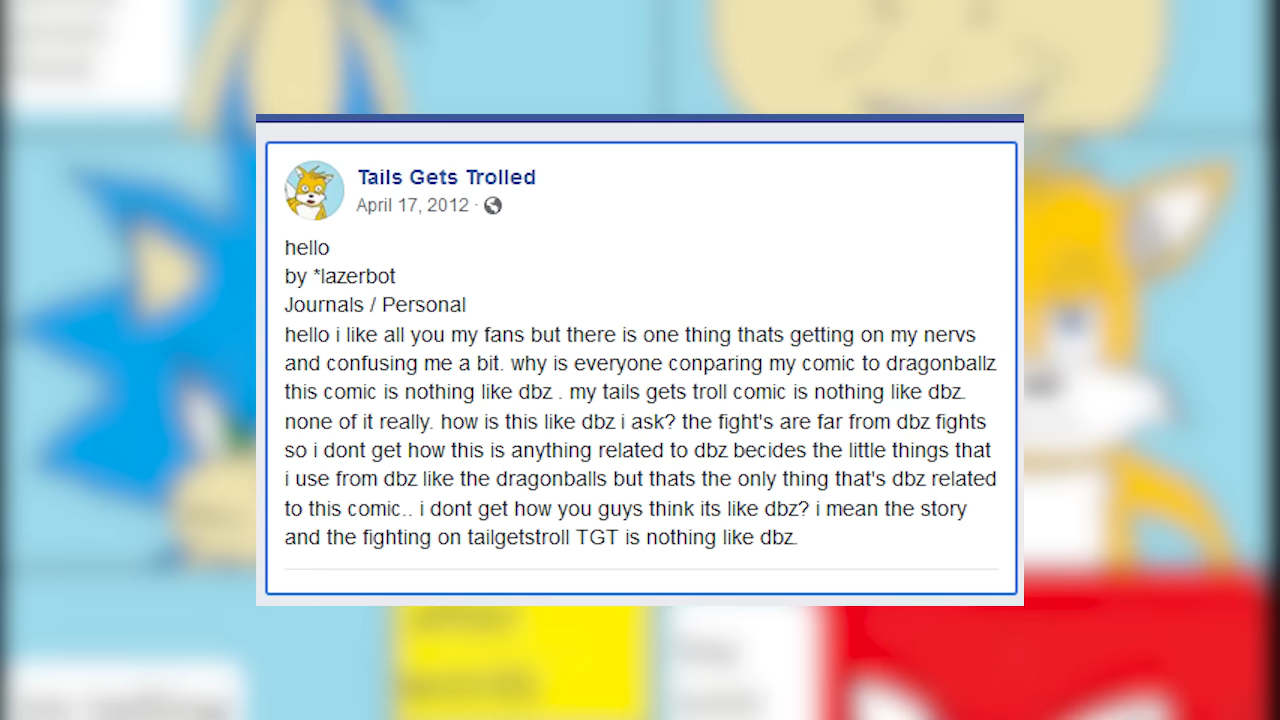 Tails Gets Trolled
April 17, 2012 ·
hello
by *lazerbot
Journals / Personal
hello i like all you my fans but there is one thing thats getting on my nervs
and confusing me a bit. why is everyone conparing my comic to dragonballz
this comic is nothing like dbz . my tails gets troll comic is nothing like dbz.
none of it really. how is this like dbz i ask? the fight's are far from dbz fights
so i dont get how this is anything related to dbz becides the little things that
i use from dbz like the dragonballs but thats the only thing that's dbz related
to this comic.. i dont get how you guys think its like dbz? i mean the story
and the fighting on tailgetstroll TGT is nothing like dbz.